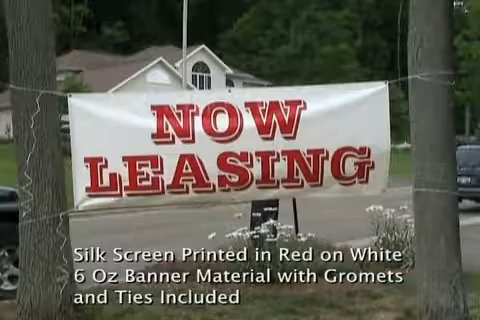 NOW
LEASING
Silk Screen Printed in Red on White
6 Oz Banner Material with Gromets
and Ties Included